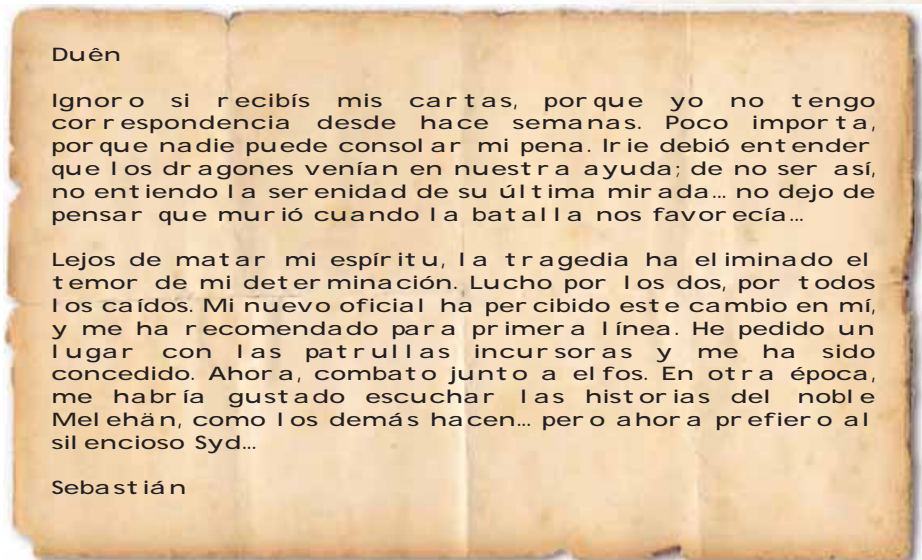 Duên
Ignoro si recibís mis cartas, porque yo no tengo
correspondencia desde hace semanas. Poco importa,
porque nadie puede consolar mi pena. Irie debió entender
que los dragones venían en nuestra ayuda; de no ser así,
no entiendo la serenidad de su última mirada... no dejo de
pensar que murió cuando la batalla nos favorecía...
Lejos de matar mi espíritu, la tragedia ha eliminado el
temor de mi determinación. Lucho por los dos, por todos
los caídos. Mi nuevo oficial ha percibido este cambio en mí,
y me ha recomendado para primera línea. He pedido un
lugar con las patrullas incursoras y me ha sido
concedido. Ahora, combato junto a elfos. En otra época,
me habría gustado escuchar las historias del noble
Melehän, como los demás hacen... pero ahora prefiero al
silencioso Syd...
Sebastián